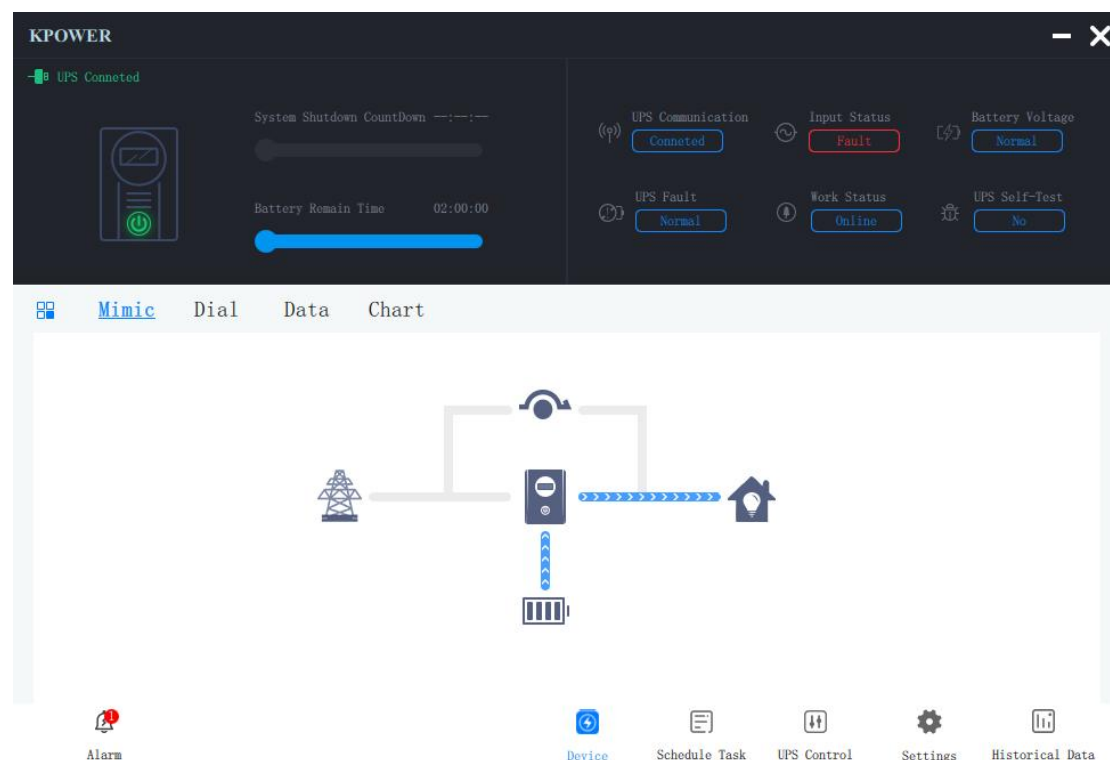 KPOWER
UPS Conneted
System Shutdown CountDown --:--:--
Battery Remain Time 02:00:00
UPS Communication
Conneted
Input Status
Fault
Battery Voltage
Normal
UPS Fault
Normal
Work Status
Online
UPS Self-Test
No
Mimic Dial Data Chart
1
Alarm
Device
Schedule Task
UPS Control
Settings
Historical Data